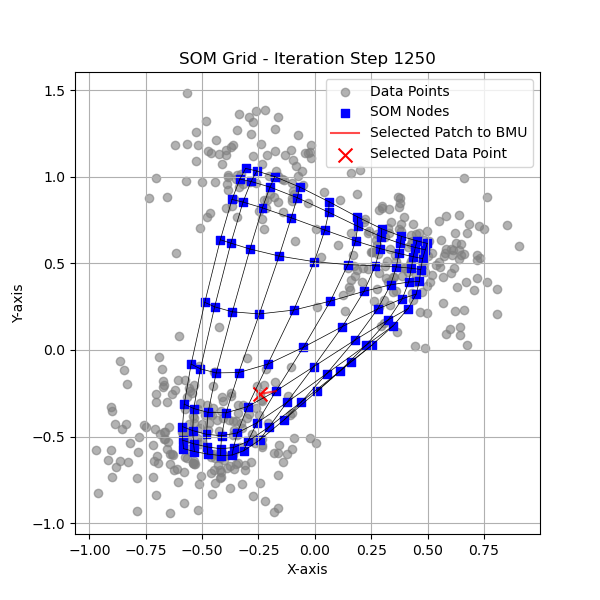 SOM Grid - Iteration Step 1250
Data Points
SOM Nodes
Selected Patch to BMU
Selected Data Point
Y-axis
1.5
1.0
0.5
0.0
−0.5
−1.0
−1.00 −0.75 −0.50 −0.25 0.00 0.25 0.50 0.75
X-axis